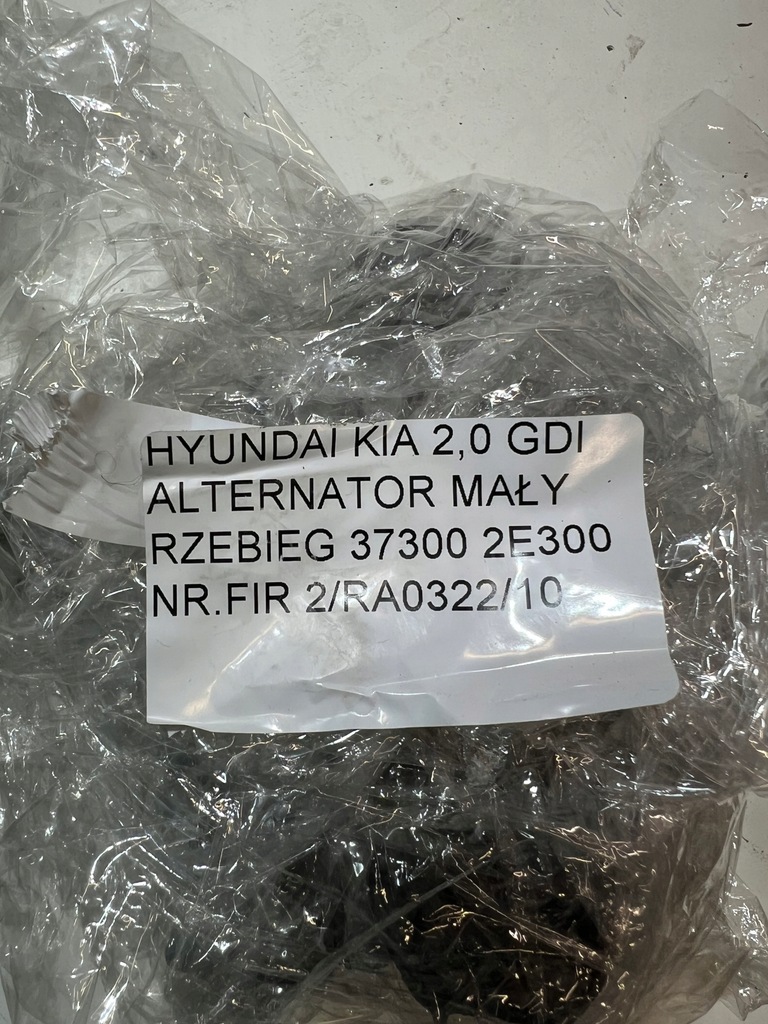 HYUNDAI KIA 2,0 GDI
ALTERNATOR MAŁY
RZEBIEG 37300 2E300
NR.FIR 2/RA0322/10